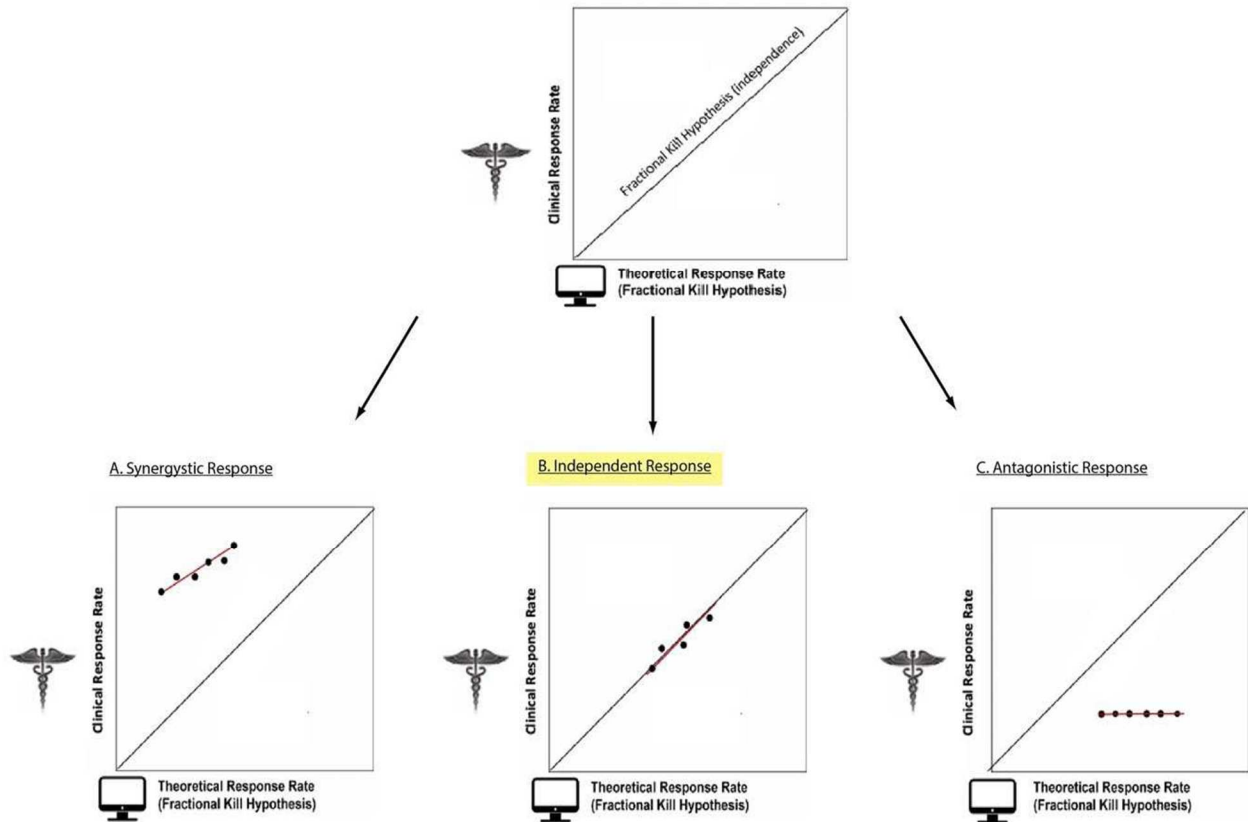 Clinical Response Rate
Fractional Kill Hypothesis (independence)
Theoretical Response Rate
(Fractional Kill Hypothesis)
A. Synergystic Response
Clinical Response Rate
Theoretical Response Rate
(Fractional Kill Hypothesis)
B. Independent Response
Clinical Response Rate
Theoretical Response Rate
(Fractional Kill Hypothesis)
C. Antagonistic Response
Clinical Response Rate
Theoretical Response Rate
(Fractional Kill Hypothesis)